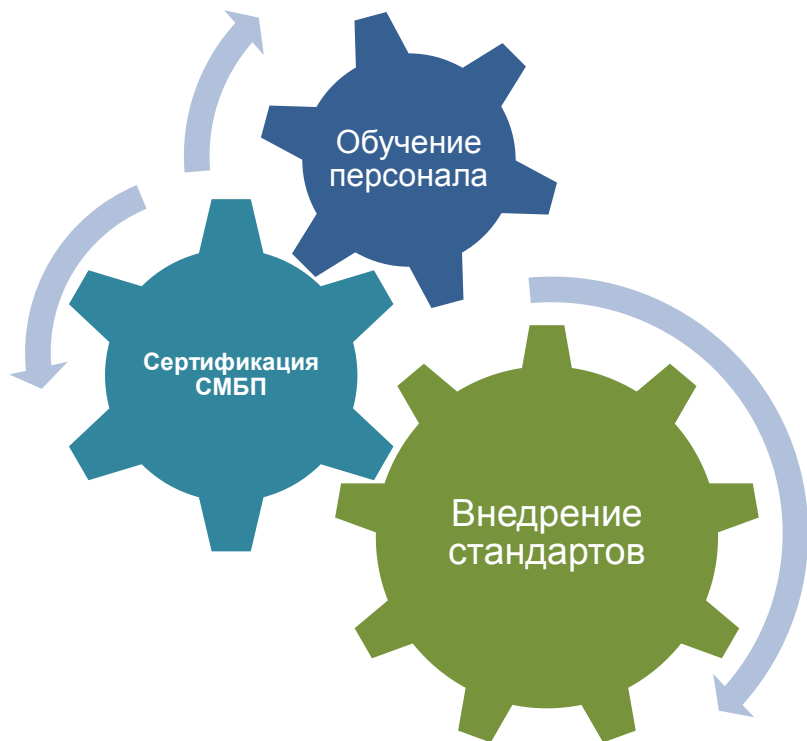 Обучение
персонала
Сертификация
СМБП
Внедрение
стандартов